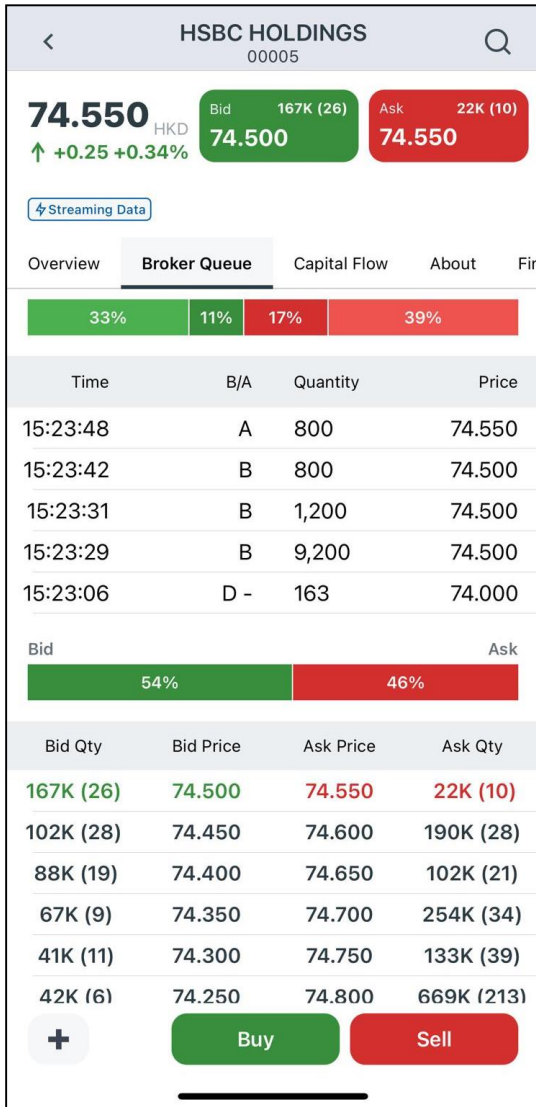 HSBC HOLDINGS
00005
74.550 HKD
↑ +0.25 +0.34%
Bid 167K (26)
74.500
Ask 22K (10)
74.550
Streaming Data
Overview Broker Queue Capital Flow About Fir
33% 11% 17% 39%
Time B/A Quantity Price
15:23:48 A 800 74.550
15:23:42 B 800 74.500
15:23:31 B 1,200 74.500
15:23:29 B 9,200 74.500
15:23:06 D - 163 74.000
Bid Ask
54% 46%
Bid Qty Bid Price Ask Price Ask Qty
167K (26) 74.500 74.550 22K (10)
102K (28) 74.450 74.600 190K (28)
88K (19) 74.400 74.650 102K (21)
67K (9) 74.350 74.700 254K (34)
41K (11) 74.300 74.750 133K (39)
42K (6) 74.250 74.800 669K (213)
+ Buy Sell